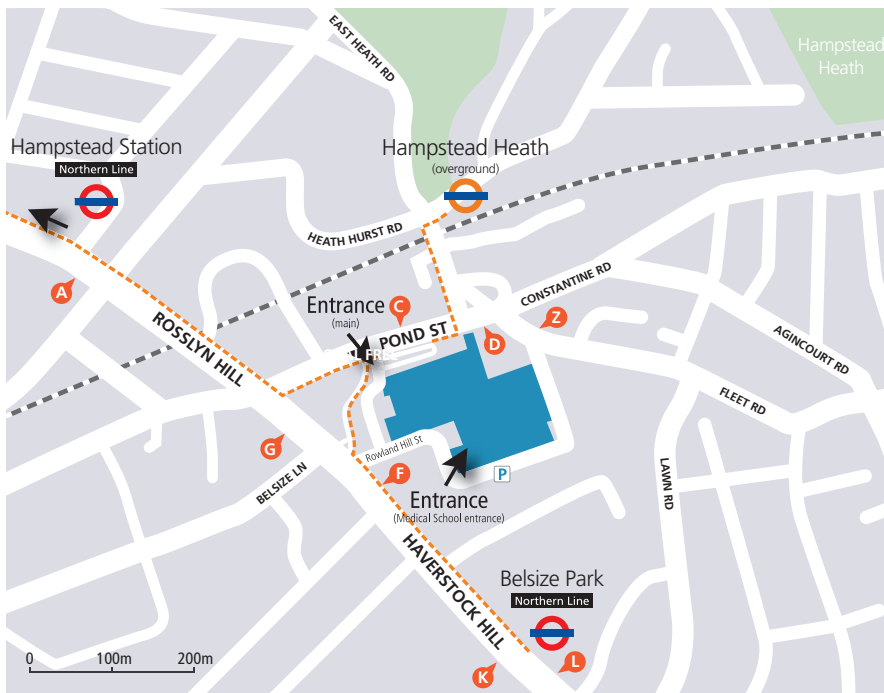 EAST HEATH RD
Hampstead
Heath
Hampstead Station
Northern Line
Hampstead Heath
(overground)
HEATH HURST RD
A
ROSSLYN HILL
Entrance
(main)
C
POND ST
CONSTANTINE RD
Z
D
AGINCOURT RD
FLEET RD
G
BELSIZE LN
Rowland Hill St
F
P
LAWN RD
Entrance
(Medical School entrance)
HAVERSTOCK HILL
Belsize Park
Northern Line
K
L
0 100m 200m